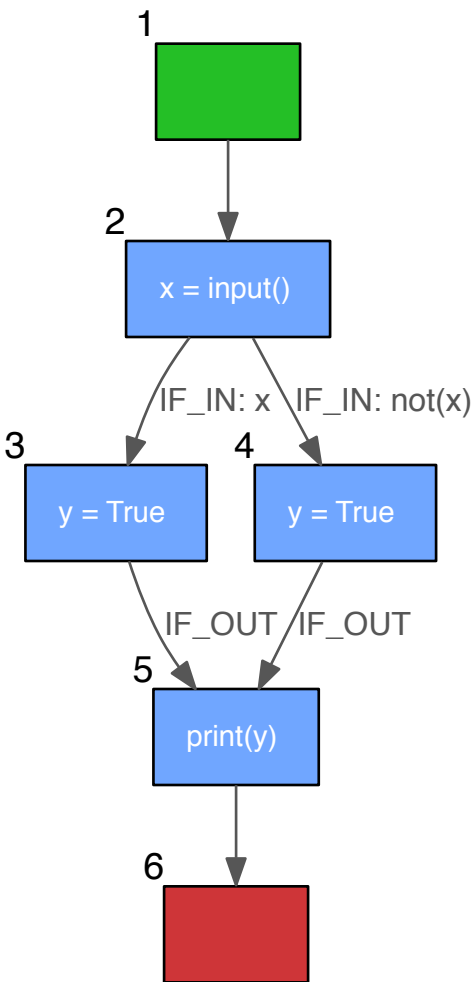 1
2
x = input()
IF_IN: x
IF_IN: not(x)
3
4
y = True
y = True
IF_OUT
IF_OUT
5
print(y)
6